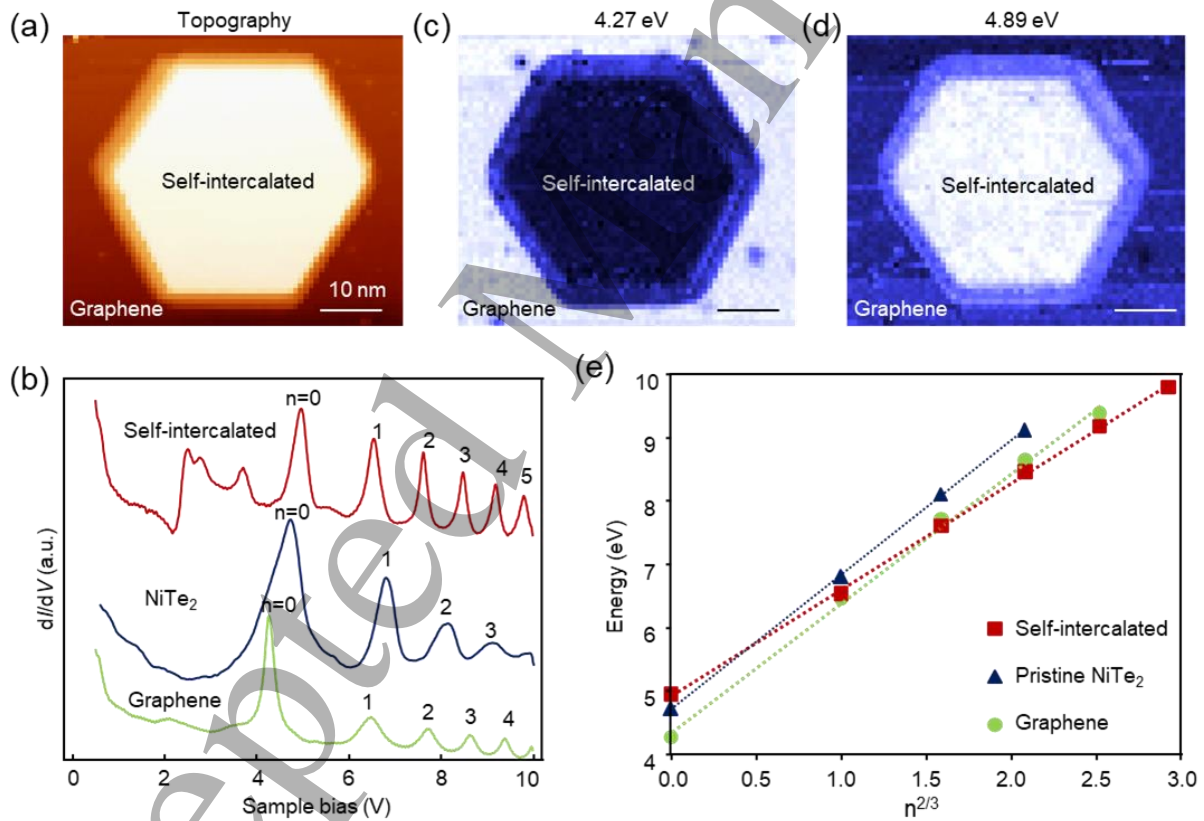 (a)
Topography
Self-intercalated
Graphene
10 nm
(c)
4.27 eV
Self-intercalated
Graphene
(d)
4.89 eV
Self-intercalated
Graphene
(b)
dI/dV (a.u.)
Self-intercalated
n=0
1
2
3
4
5
NiTe₂
n=0
1
2
3
Graphene
n=0
1
2
3
4
0 2 4 6 8 10
Sample bias (V)
(e)
Energy (eV)
10
9
8
7
6
5
4
Self-intercalated
Pristine NiTe₂
Graphene
0.0 0.5 1.0 1.5 2.0 2.5 3.0
n^2/3